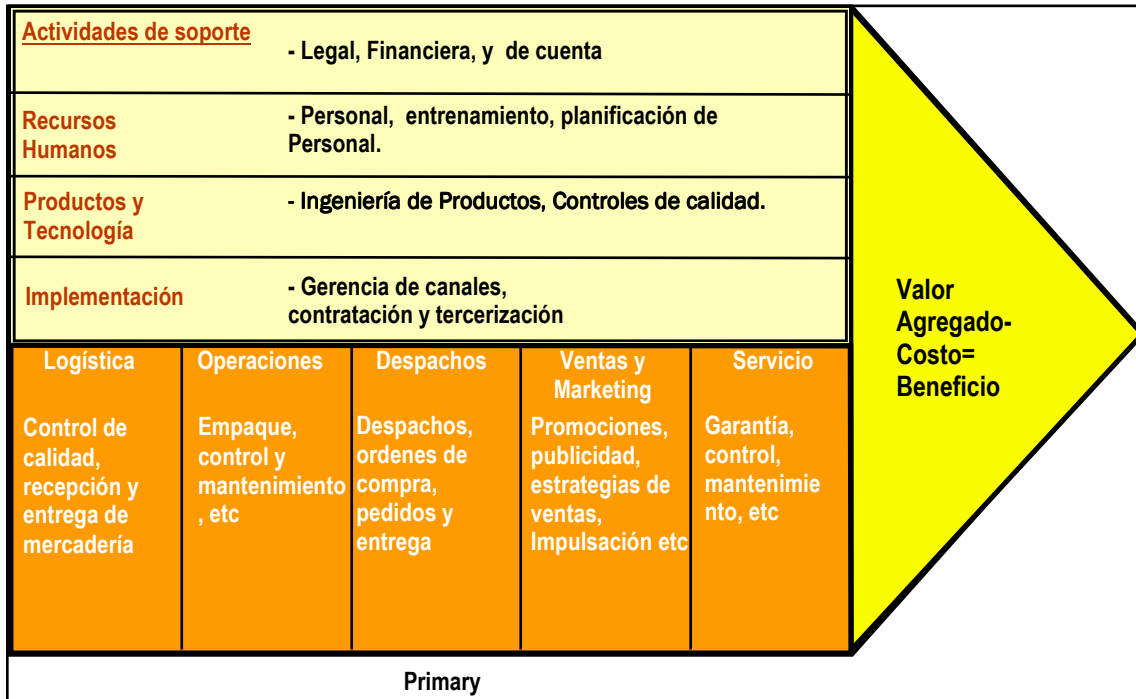 Actividades de soporte
- Legal, Financiera, y de cuenta
Recursos
Humanos
- Personal, entrenamiento, planificación de
Personal.
Productos y
Tecnología
- Ingeniería de Productos, Controles de calidad.
Implementación
- Gerencia de canales,
contratación y tercerización
Logística
Control de
calidad,
recepción y
entrega de
mercadería
Operaciones
Empaque,
control y
mantenimiento
, etc
Despachos
Despachos,
ordenes de
compra,
pedidos y
entrega
Ventas y
Marketing
Promociones,
publicidad,
estrategias de
ventas,
Impulsación etc
Servicio
Garantía,
control,
mantenimie
nto, etc
Valor
Agregado-
Costo=
Beneficio
Primary